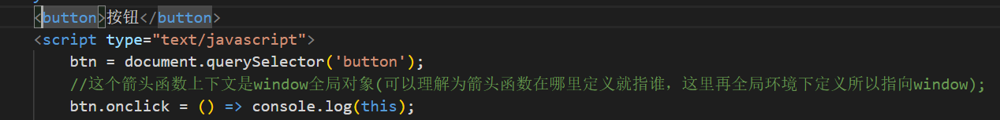 <button>按钮</button>
<script type="text/javascript">
btn = document.querySelector('button');
//这个箭头函数上下文是window全局对象(可以理解为箭头函数在哪里定义就指谁，这里再全局环境下定义所以指向window);
btn.onclick = () => console.log(this);